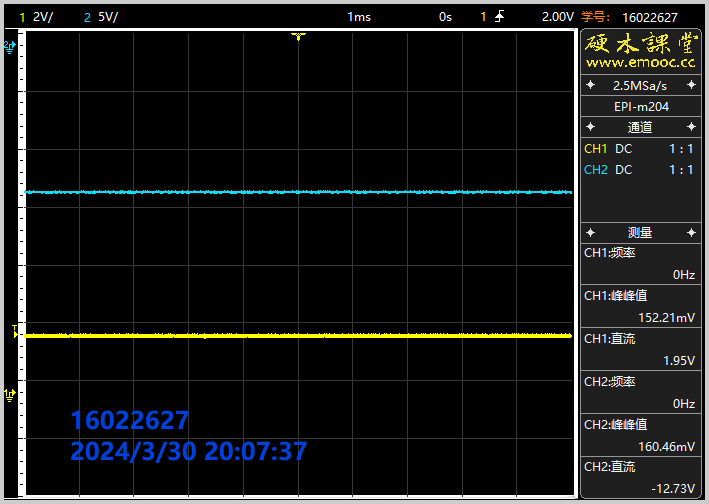 1 2V/ 2 5V/ 1ms 0s 1 2.00V 学号: 16022627
硬木課堂
www.emooc.cc
2.5MSa/s
EPI-m204
通道
CH1 DC 1 : 1
CH2 DC 1 : 1
测量
CH1:频率
0Hz
CH1:峰峰值
152.21mV
CH1:直流
1.95V
CH2:频率
0Hz
CH2:峰峰值
160.46mV
CH2:直流
-12.73V
2
T
1
16022627
2024/3/30 20:07:37